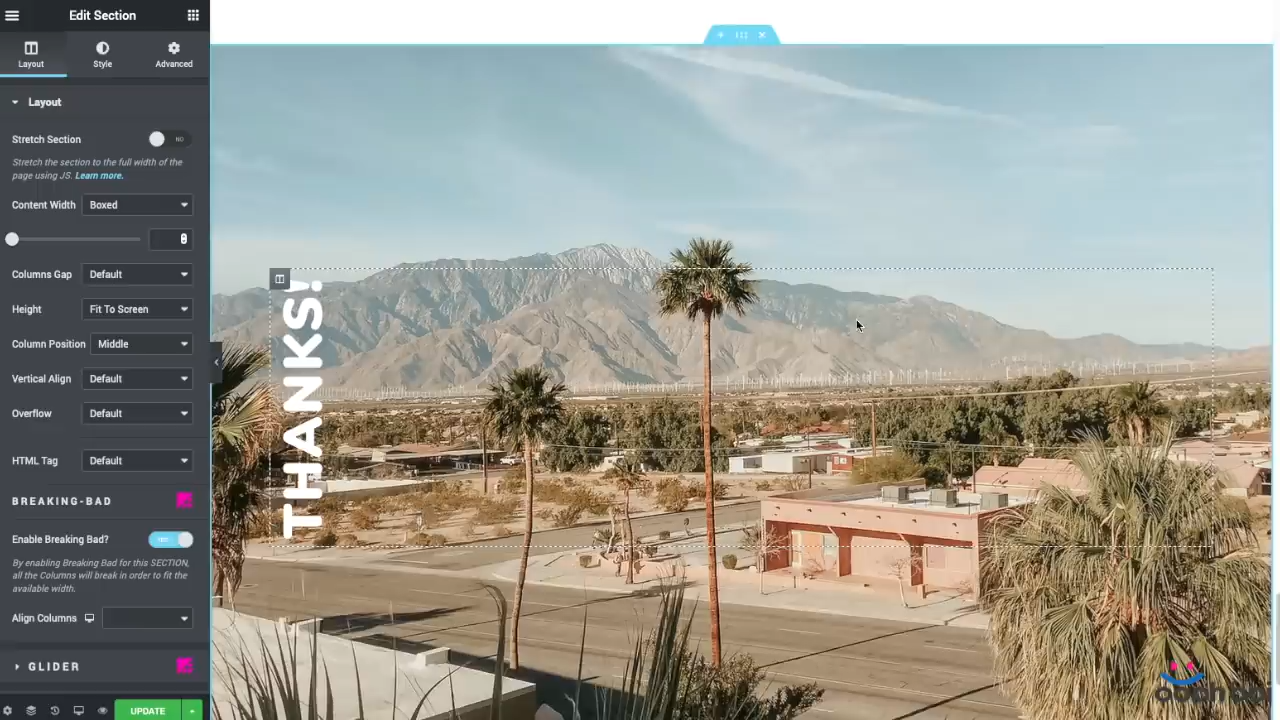 Edit Section
Layout
Style
Advanced
Layout
Stretch Section
NO
Stretch the section to the full width of the
page using JS. Learn more.
Content Width
Boxed
Columns Gap
Default
Height
Fit To Screen
Column Position
Middle
Vertical Align
Default
Overflow
Default
HTML Tag
Default
BREAKING-BAD
Enable Breaking Bad?
YES
By enabling Breaking Bad for this SECTION,
all the Columns will break in order to fit the
available width.
Align Columns
GLIDER
UPDATE
THANKS!